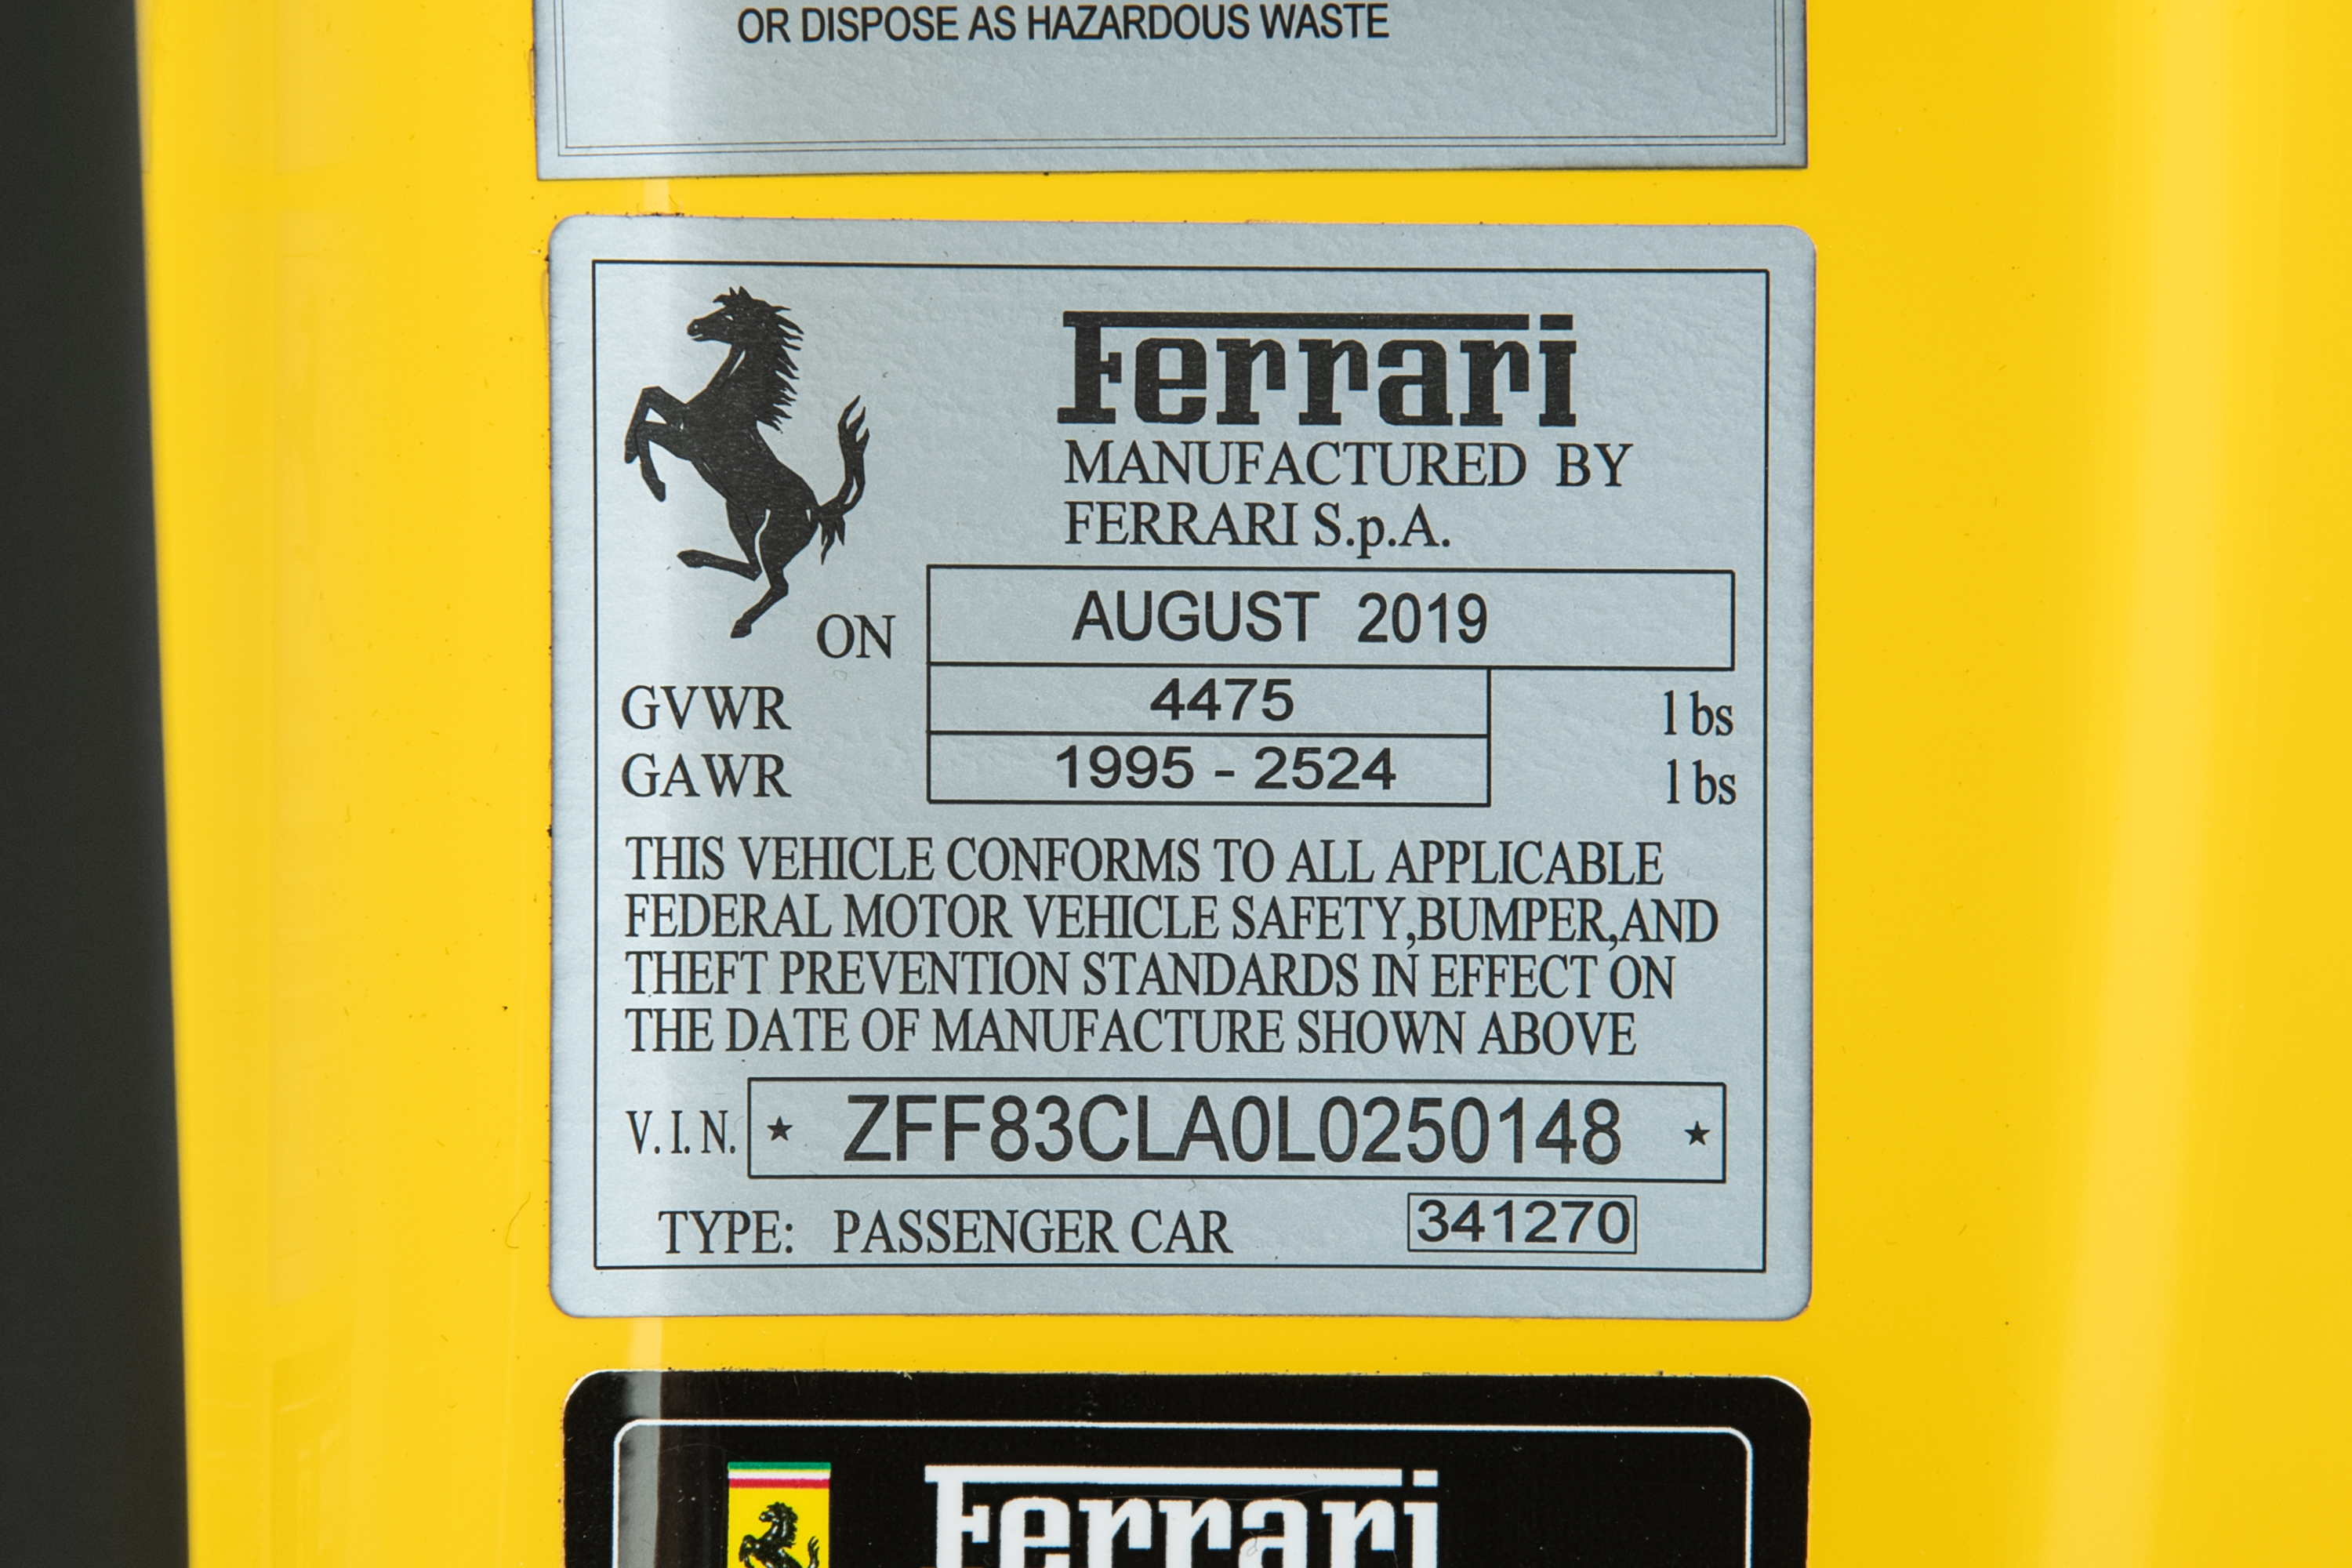 OR DISPOSE AS HAZARDOUS WASTE
Ferrari
MANUFACTURED BY
FERRARI S.p.A.
ON AUGUST 2019
GVWR 4475 lbs
GAWR 1995 - 2524 lbs
THIS VEHICLE CONFORMS TO ALL APPLICABLE
FEDERAL MOTOR VEHICLE SAFETY,BUMPER,AND
THEFT PREVENTION STANDARDS IN EFFECT ON
THE DATE OF MANUFACTURE SHOWN ABOVE
V.I.N. ★ ZFF83CLA0L0250148 ★
TYPE: PASSENGER CAR 341270
Ferrari